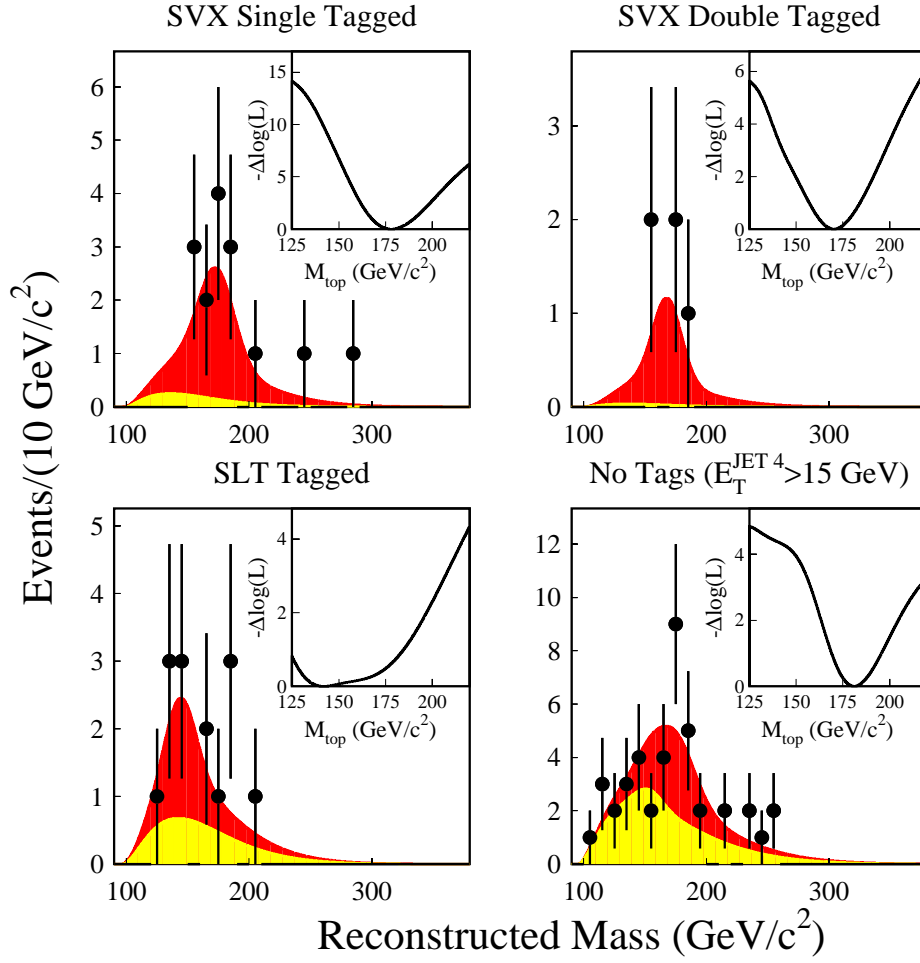 SVX Single Tagged
SVX Double Tagged
Events/(10 GeV/c²)
6
5
4
3
2
1
0
100 200 300
15
10
5
0
-Δlog(L)
125 150 175 200
M_top (GeV/c²)
3
2
1
0
100 200 300
6
4
2
0
-Δlog(L)
125 150 175 200
M_top (GeV/c²)
SLT Tagged
No Tags (E_T^JET 4>15 GeV)
5
4
3
2
1
0
100 200 300
4
2
0
-Δlog(L)
125 150 175 200
M_top (GeV/c²)
12
10
8
6
4
2
0
100 200 300
4
2
0
-Δlog(L)
125 150 175 200
M_top (GeV/c²)
Reconstructed Mass (GeV/c²)